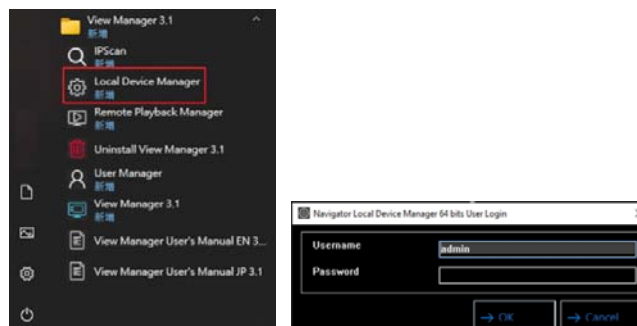 View Manager 3.1
新增
IPScan
新增
Local Device Manager
新增
Remote Playback Manager
新增
Uninstall View Manager 3.1
User Manager
新增
View Manager 3.1
新增
View Manager User's Manual EN 3...
View Manager User's Manual JP 3.1
Navigator Local Device Manager 64 bits User Login
Username
admin
Password
→ OK
→ Cancel